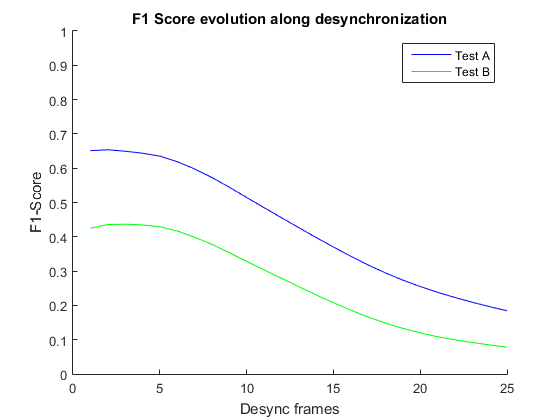 F1 Score evolution along desynchronization
Test A
Test B
F1-Score
1
0.9
0.8
0.7
0.6
0.5
0.4
0.3
0.2
0.1
0
0 5 10 15 20 25
Desync frames